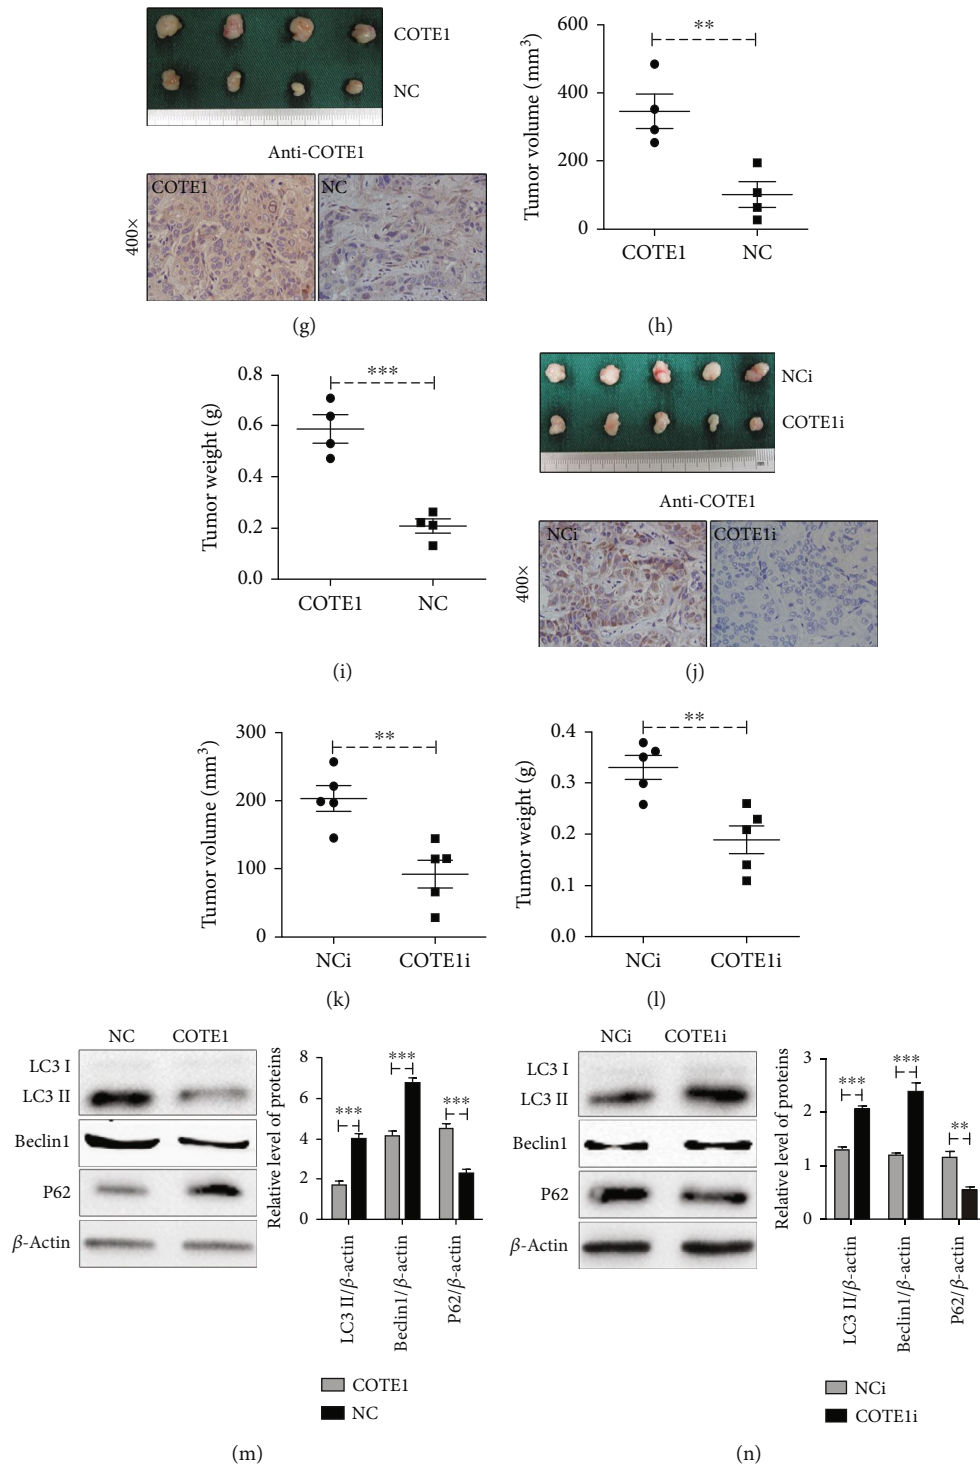 COTE1
NC
Anti-COTE1
400×
COTE1
NC
(g)
Tumor volume (mm³)
600
400
200
0
**
COTE1
NC
(h)
Tumor weight (g)
0.8
0.6
0.4
0.2
0.0
***
COTE1
NC
(i)
NCi
COTE1i
Anti-COTE1
400×
NCi
COTE1i
(j)
Tumor volume (mm³)
300
200
100
0
**
NCi
COTE1i
(k)
Tumor weight (g)
0.4
0.3
0.2
0.1
0.0
**
NCi
COTE1i
(l)
NC
COTE1
LC3 I
LC3 II
Beclin1
P62
β-Actin
Relative level of proteins
8
6
4
2
0
***
***
***
LC3 II/β-actin
Beclin1/β-actin
P62/β-actin
COTE1
NC
(m)
NCi
COTE1i
LC3 I
LC3 II
Beclin1
P62
β-Actin
Relative level of proteins
3
2
1
0
***
***
**
LC3 II/β-actin
Beclin1/β-actin
P62/β-actin
NCi
COTE1i
(n)